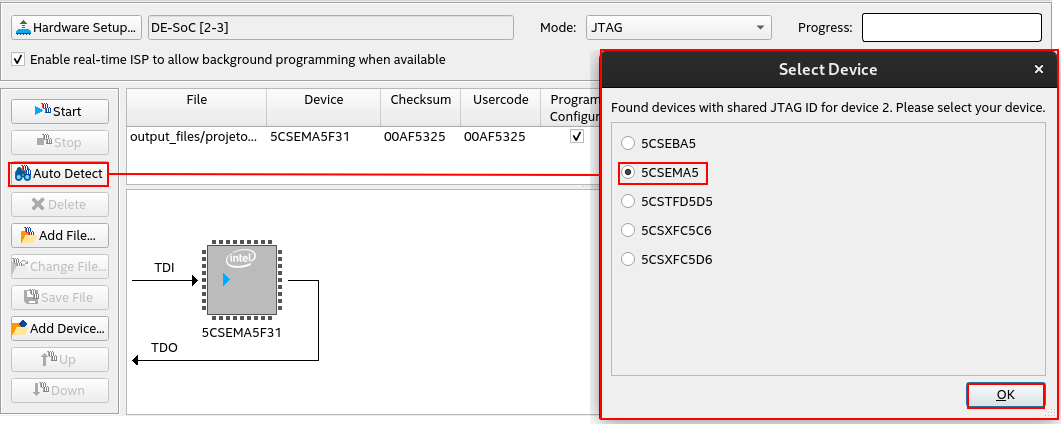 Hardware Setup... DE-SoC [2-3] Mode: JTAG Progress:
Enable real-time ISP to allow background programming when available
Start
Stop
Auto Detect
Delete
Add File...
Change File...
Save File
Add Device...
Up
Down
File Device Checksum Usercode Program
Configur
output_files/projeto... 5CSEMA5F31 00AF5325 00AF5325
intel
TDI
5CSEMA5F31
TDO
Select Device
Found devices with shared JTAG ID for device 2. Please select your device.
5CSEBA5
5CSEMA5
5CSTFD5D5
5CSXFC5C6
5CSXFC5D6
OK